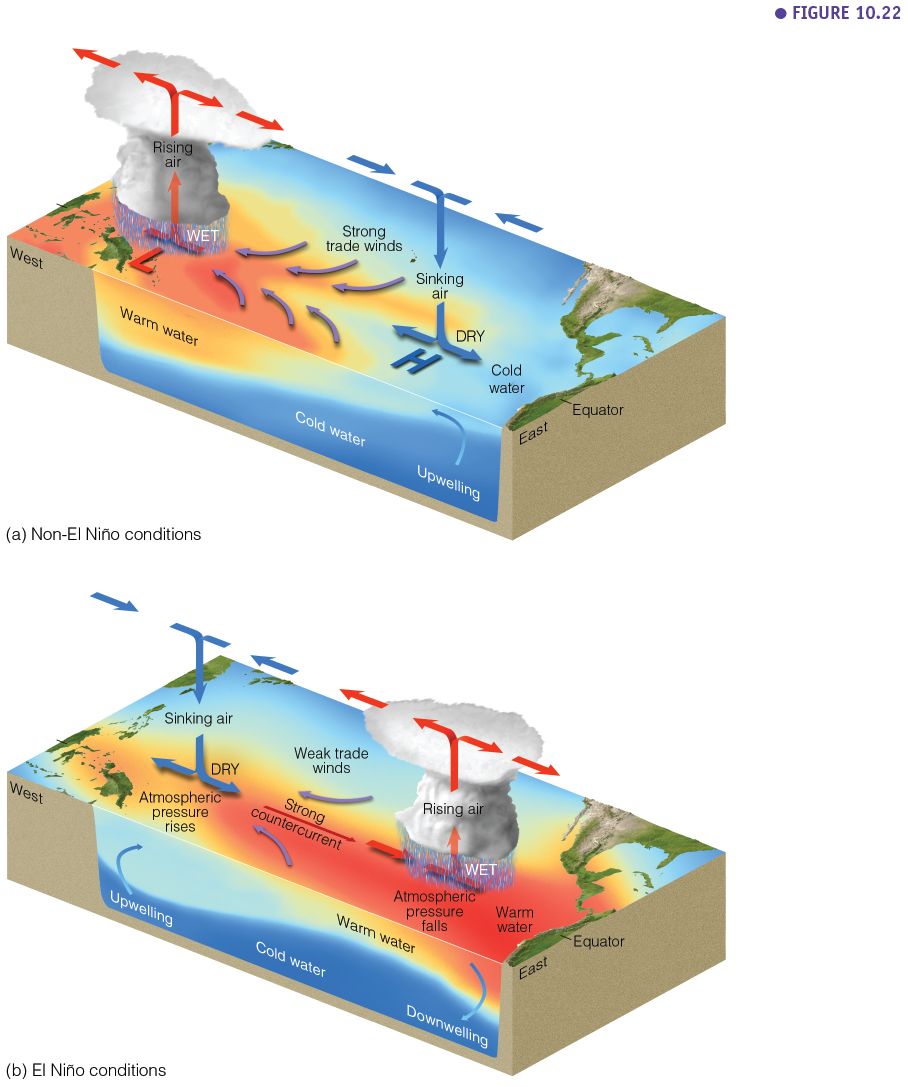 ● FIGURE 10.22
Rising
air
WET
Strong
trade winds
West
L
Sinking
air
Warm water
DRY
H
Cold
water
Equator
East
Cold water
Upwelling
(a) Non-El Niño conditions
Sinking air
Weak trade
winds
DRY
West
Atmospheric
pressure
rises
Strong
countercurrent
Rising air
WET
Atmospheric
pressure
falls
Warm
water
Upwelling
Warm water
Equator
East
Cold water
Downwelling
(b) El Niño conditions